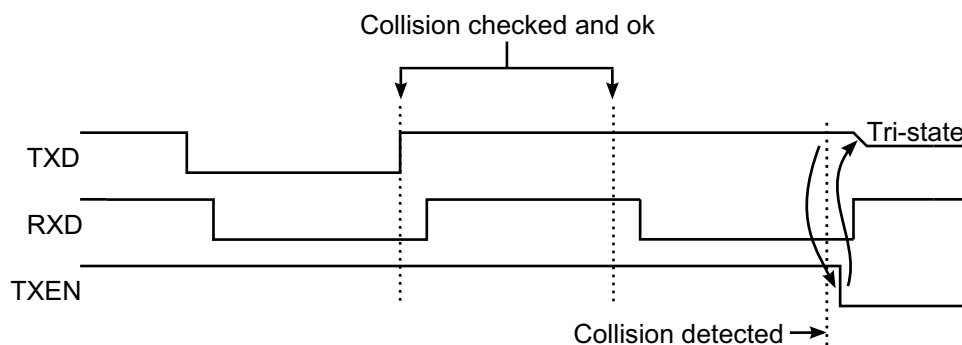 Collision checked and ok
TXD
Tri-state
RXD
TXEN
Collision detected